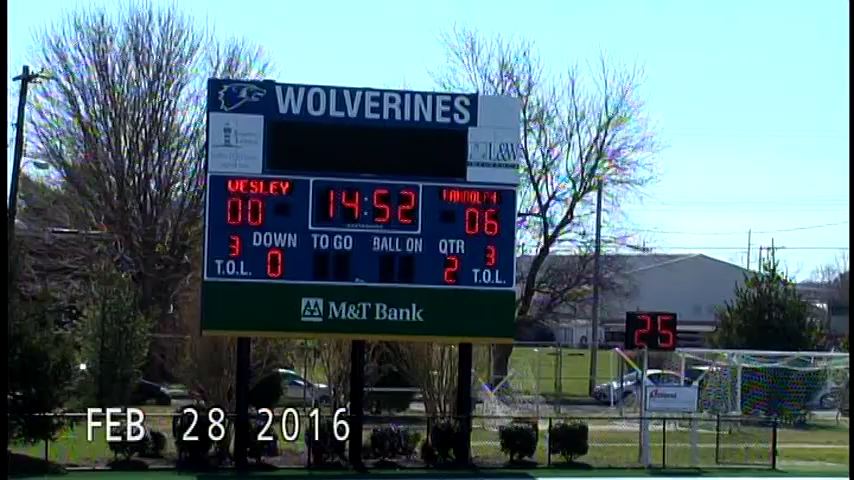 WOLVERINES
L&W
WESLEY 14:52 RANDOLPH
00 06
3 DOWN TO GO BALL ON QTR 3
T.O.L. 0 2 T.O.L.
M&T Bank
25
FEB 28 2016